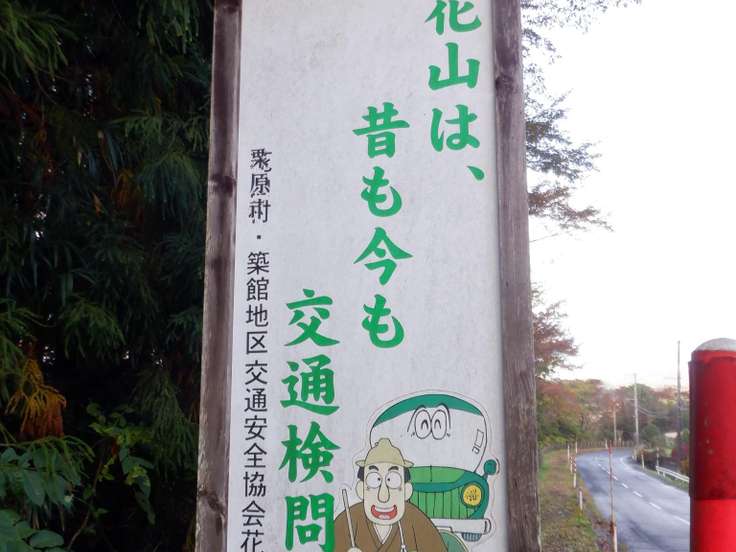 花山は、
昔も今も
交通検問
栗原市・築館地区交通安全協会花